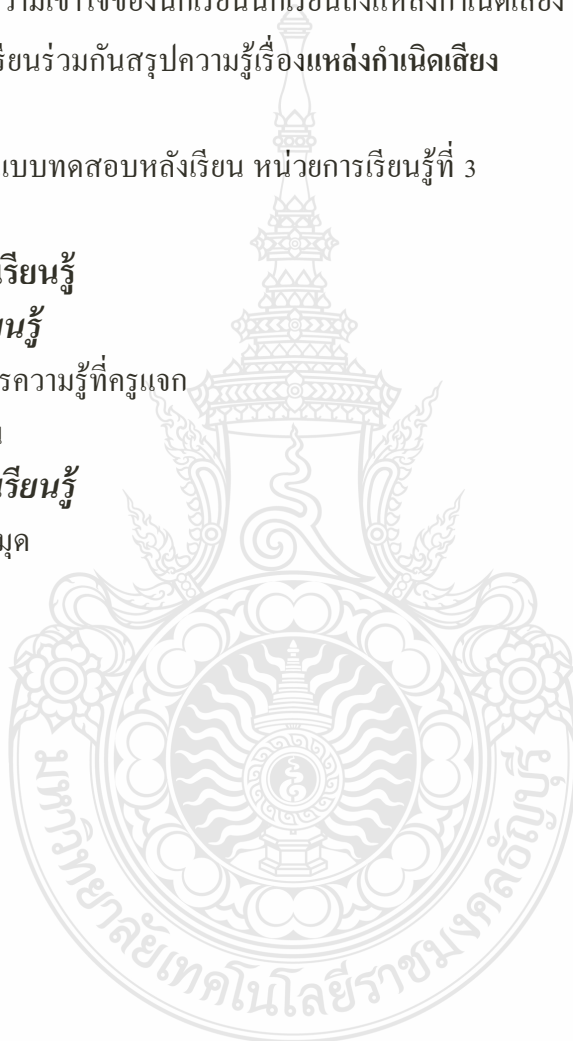 วามเข้าใจของนักเรียนนักเรียนถึงแหล่งกำเนิดเสียง
รียนร่วมกันสรุปความรู้เรื่องแหล่งกำเนิดเสียง
แบบทดสอบหลังเรียน หน่วยการเรียนรู้ที่ 3
เรียนรู้
ยนรู้
รความรู้ที่ครูแจก
เรียนรู้
มุด
มหาวิทยาลัยเทคโนโลยีราชมงคลธัญบุรี